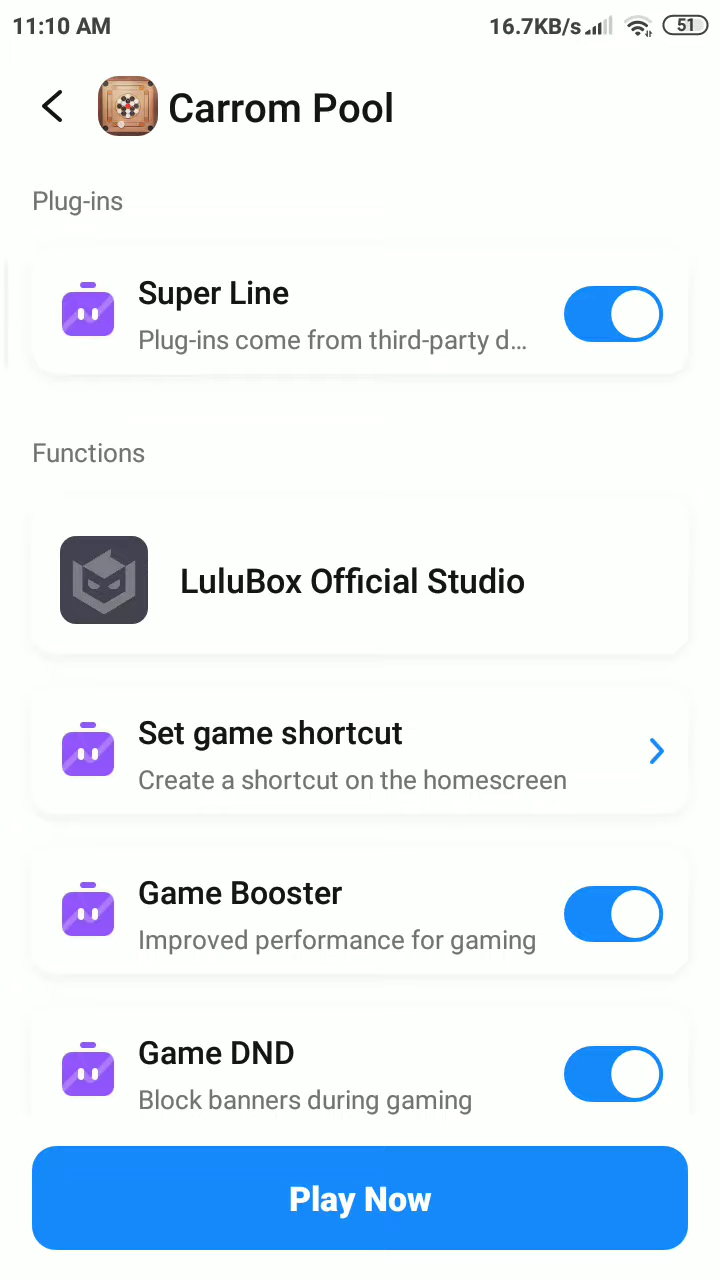 11:10 AM 16.7KB/s 51
Carrom Pool
Plug-ins
Super Line
Plug-ins come from third-party d...
Functions
LuluBox Official Studio
Set game shortcut
Create a shortcut on the homescreen
Game Booster
Improved performance for gaming
Game DND
Block banners during gaming
Play Now